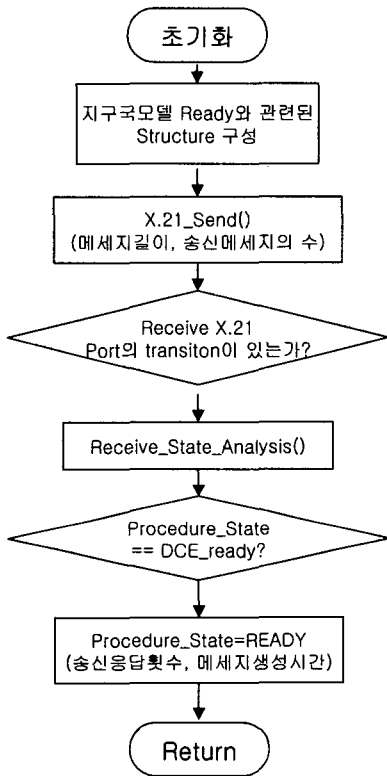 초기화
지구국모델 Ready와 관련된
Structure 구성
X.21_Send()
(메세지길이, 송신메세지의 수)
Receive X.21
Port의 transiton이 있는가?
Receive_State_Analysis()
Procedure_State
== DCE_ready?
Procedure_State=READY
(송신응답횟수, 메세지생성시간)
Return